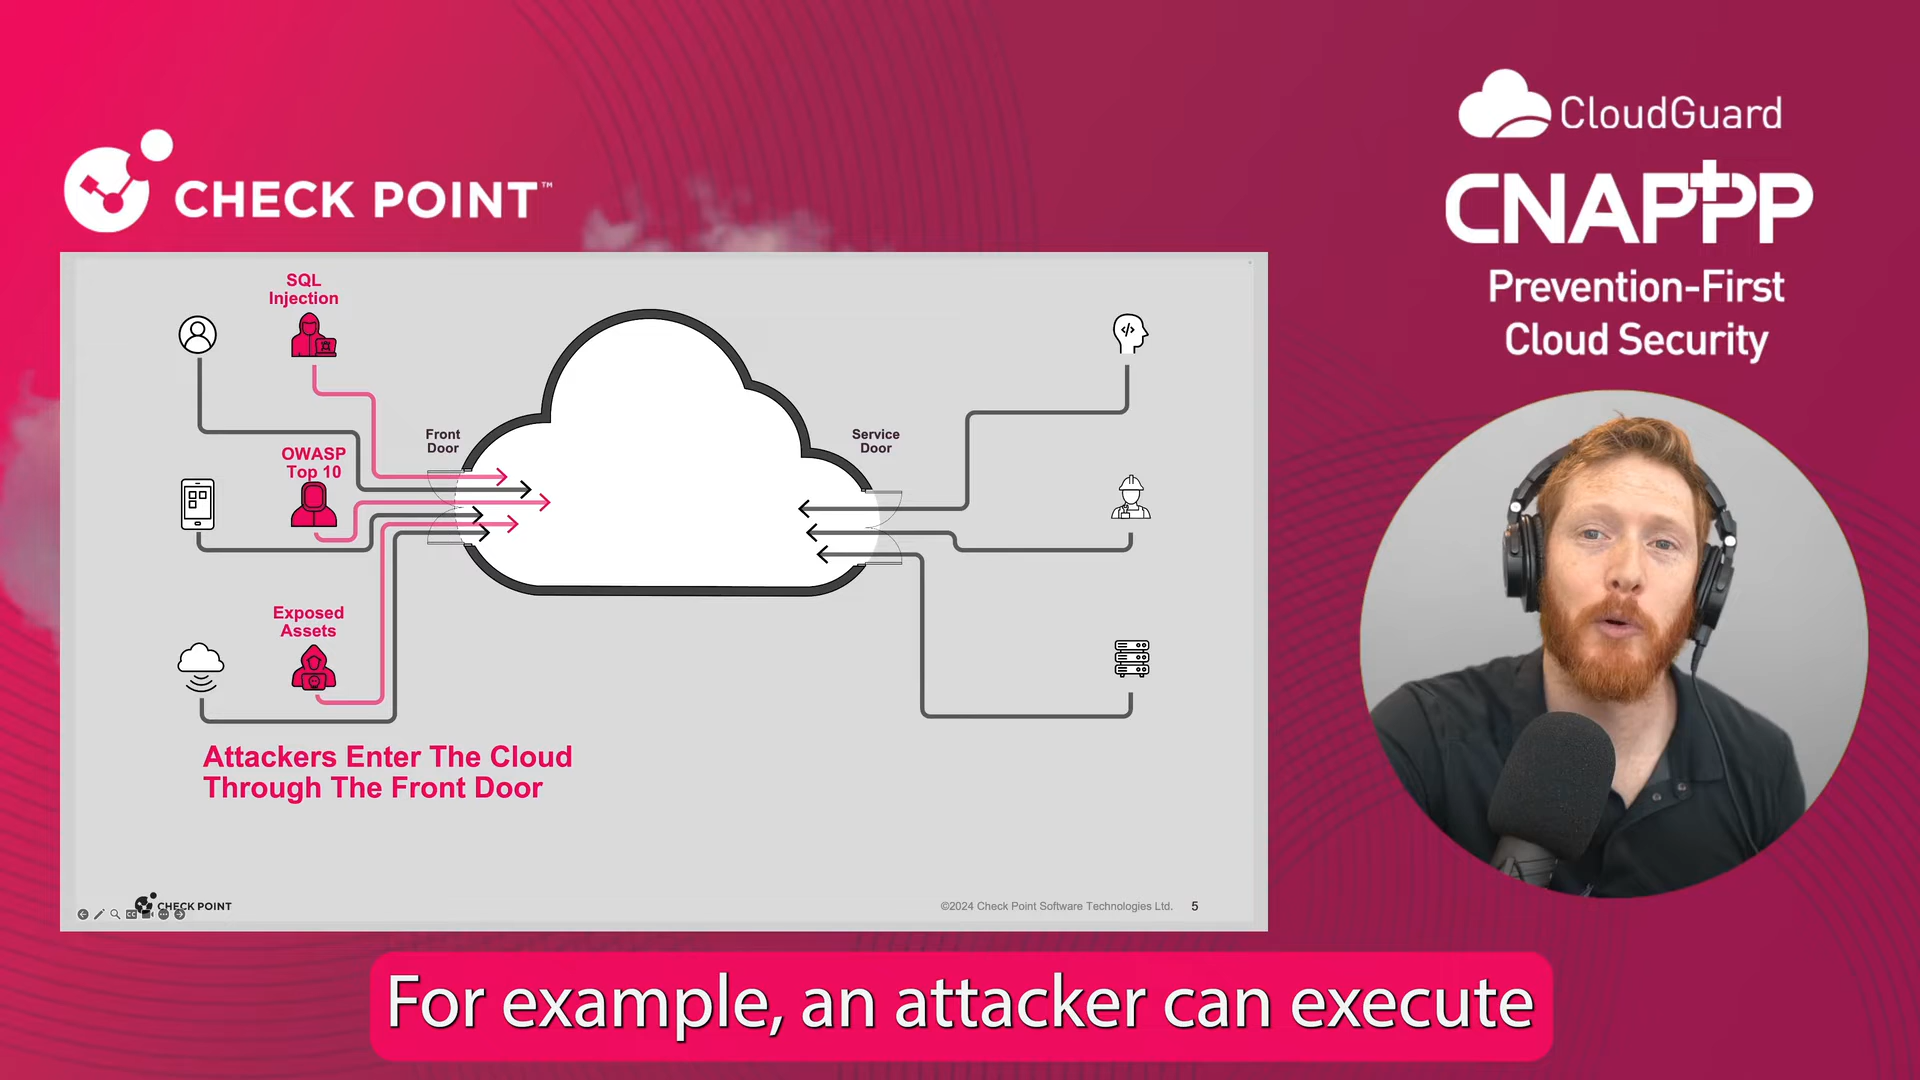 CloudGuard
CNAPPP
Prevention-First
Cloud Security
CHECK POINT™
SQL
Injection
OWASP
Top 10
Exposed
Assets
Front
Door
Service
Door
Attackers Enter The Cloud
Through The Front Door
CHECK POINT
©2024 Check Point Software Technologies Ltd.
5
For example, an attacker can execute